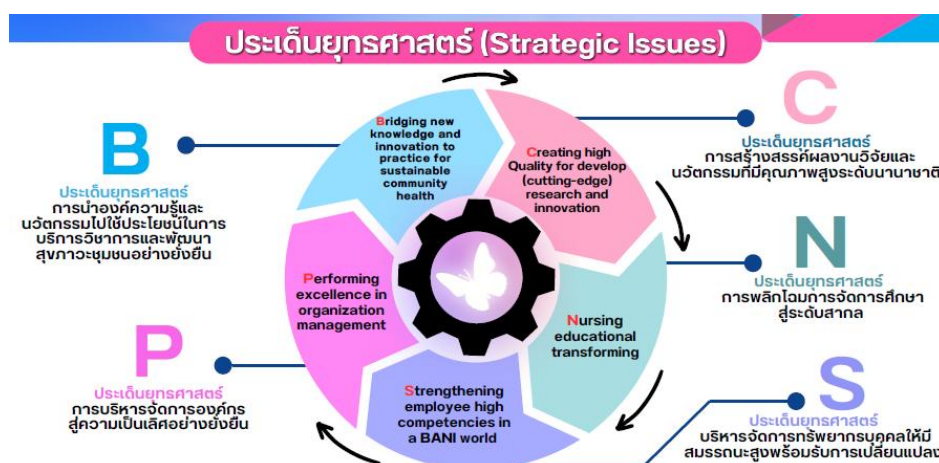 ประเด็นยุทธศาสตร์ (Strategic Issues)
B
ประเด็นยุทธศาสตร์
การนำองค์ความรู้และ
นวัตกรรมไปใช้ประโยชน์ในการ
บริการวิชาการและพัฒนา
สุขภาวะชุมชนอย่างยั่งยืน
P
ประเด็นยุทธศาสตร์
การบริหารจัดการองค์กร
สู่ความเป็นเลิศอย่างยั่งยืน
Bridging new
knowledge and
innovation to
practice for
sustainable
community
health
Creating high
Quality for develop
(cutting-edge)
research and
innovation
Nursing
educational
transforming
Strengthening
employee high
competencies in
a BANI world
Performing
excellence in
organization
management
C
ประเด็นยุทธศาสตร์
การสร้างสรรค์ผลงานวิจัยและ
นวัตกรรมที่มีคุณภาพสูงระดับนานาชาติ
N
ประเด็นยุทธศาสตร์
การพลิกโฉมการจัดการศึกษา
สู่ระดับสากล
S
ประเด็นยุทธศาสตร์
บริหารจัดการทรัพยากรบุคคลให้มี
สมรรถนะสูงพร้อมรับการเปลี่ยนแปลง